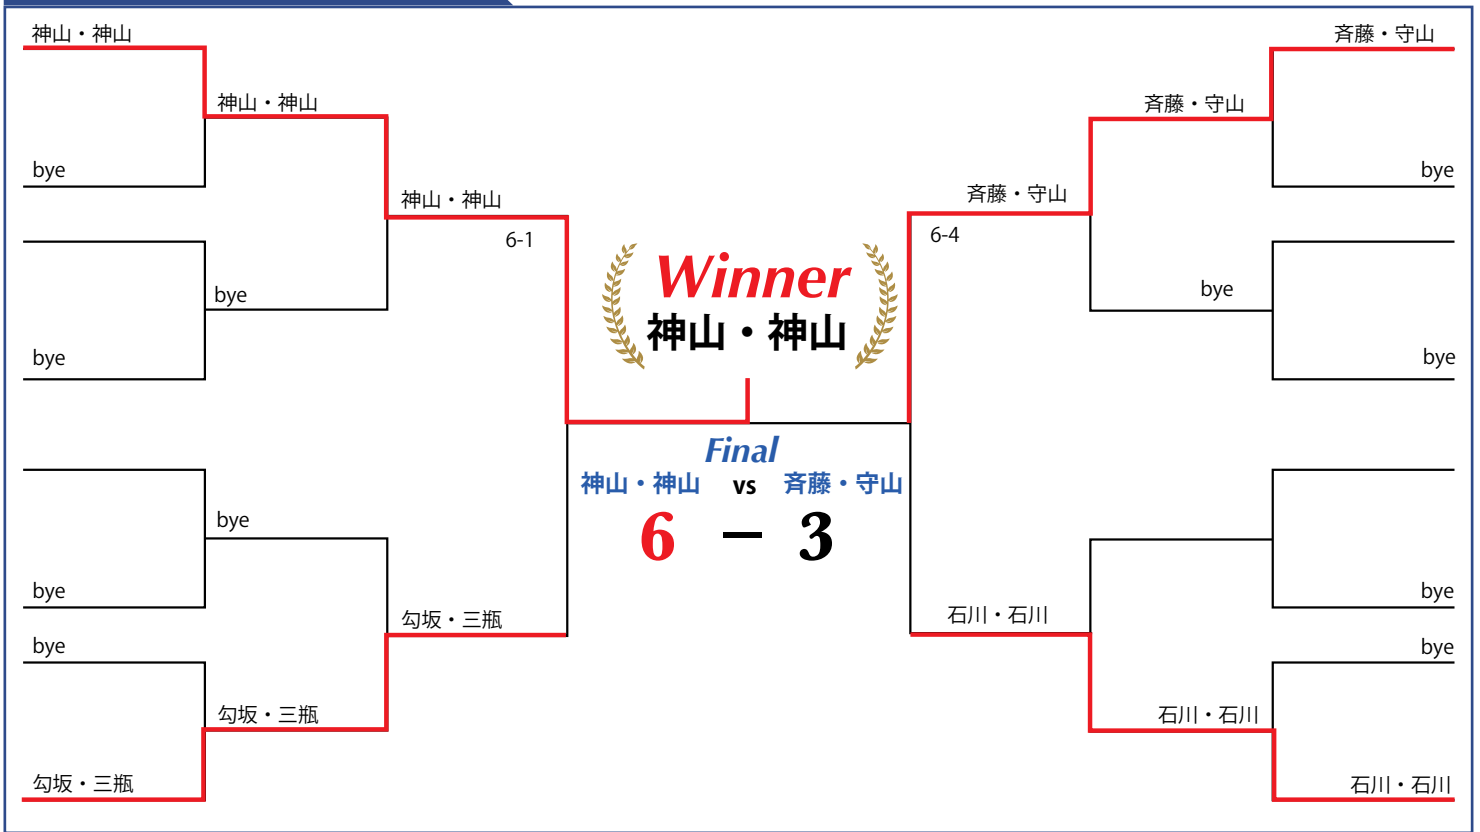 神山・神山
斉藤・守山
神山・神山
斉藤・守山
bye
bye
神山・神山
斉藤・守山
6-1
6-4
Winner
神山・神山
bye
bye
bye
bye
Final
神山・神山 vs 斉藤・守山
6 － 3
bye
bye
bye
勾坂・三瓶
石川・石川
bye
bye
勾坂・三瓶
石川・石川
勾坂・三瓶
石川・石川